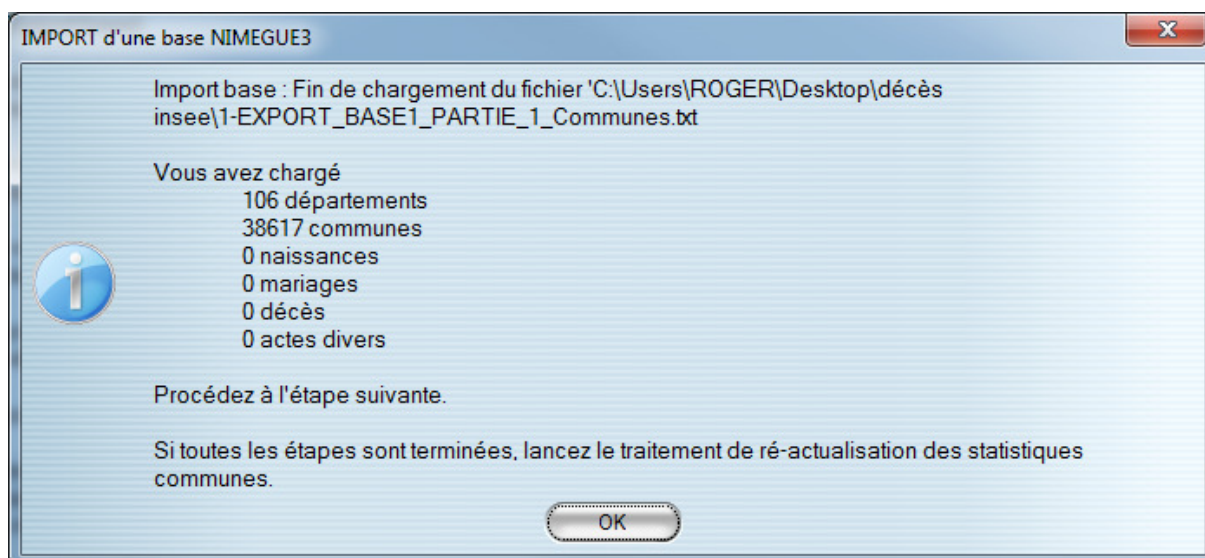 IMPORT d'une base NIMEGUE3
Import base : Fin de chargement du fichier 'C:\Users\ROGER\Desktop\décès
insee\1-EXPORT_BASE1_PARTIE_1_Communes.txt
Vous avez chargé
106 départements
38617 communes
0 naissances
0 mariages
0 décès
0 actes divers
Procédez à l'étape suivante.
Si toutes les étapes sont terminées, lancez le traitement de ré-actualisation des statistiques
communes.
OK